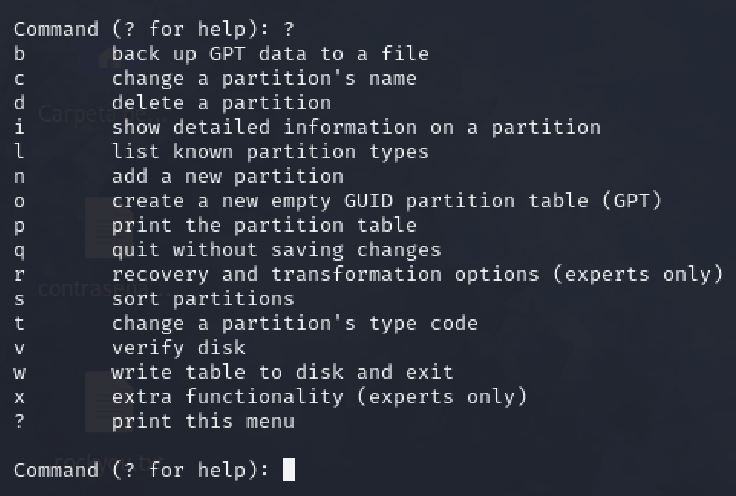 Command (? for help): ?
b       back up GPT data to a file
c       change a partition's name
d       delete a partition
i       show detailed information on a partition
l       list known partition types
n       add a new partition
o       create a new empty GUID partition table (GPT)
p       print the partition table
q       quit without saving changes
r       recovery and transformation options (experts only)
s       sort partitions
t       change a partition's type code
v       verify disk
w       write table to disk and exit
x       extra functionality (experts only)
?       print this menu

Command (? for help):